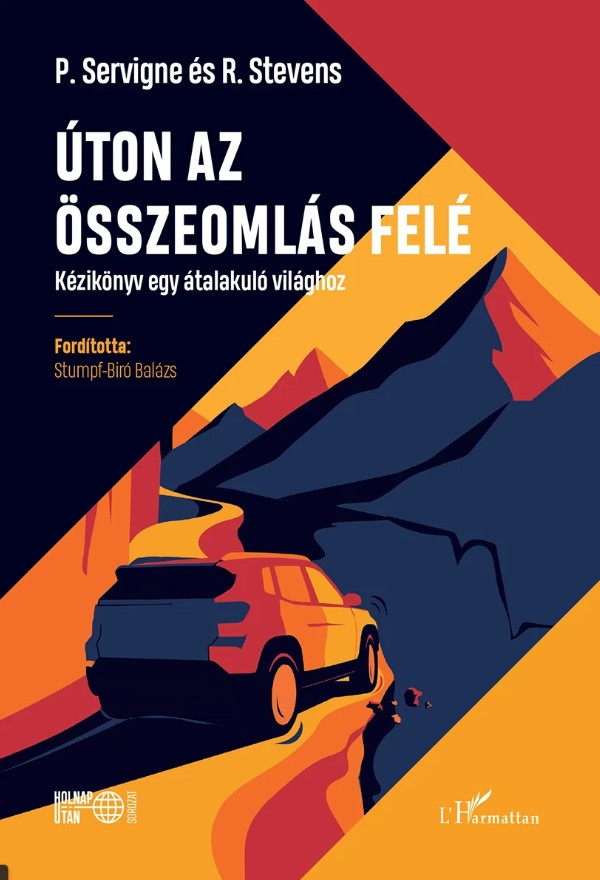 P. Servigne és R. Stevens
ÚTON AZ
ÖSSZEOMLÁS FELÉ
Kézikönyv egy átalakuló világhoz
Fordította:
Stumpf-Biró Balázs
HOLNAP
UTÁN
SOROZAT
L'Harmattan